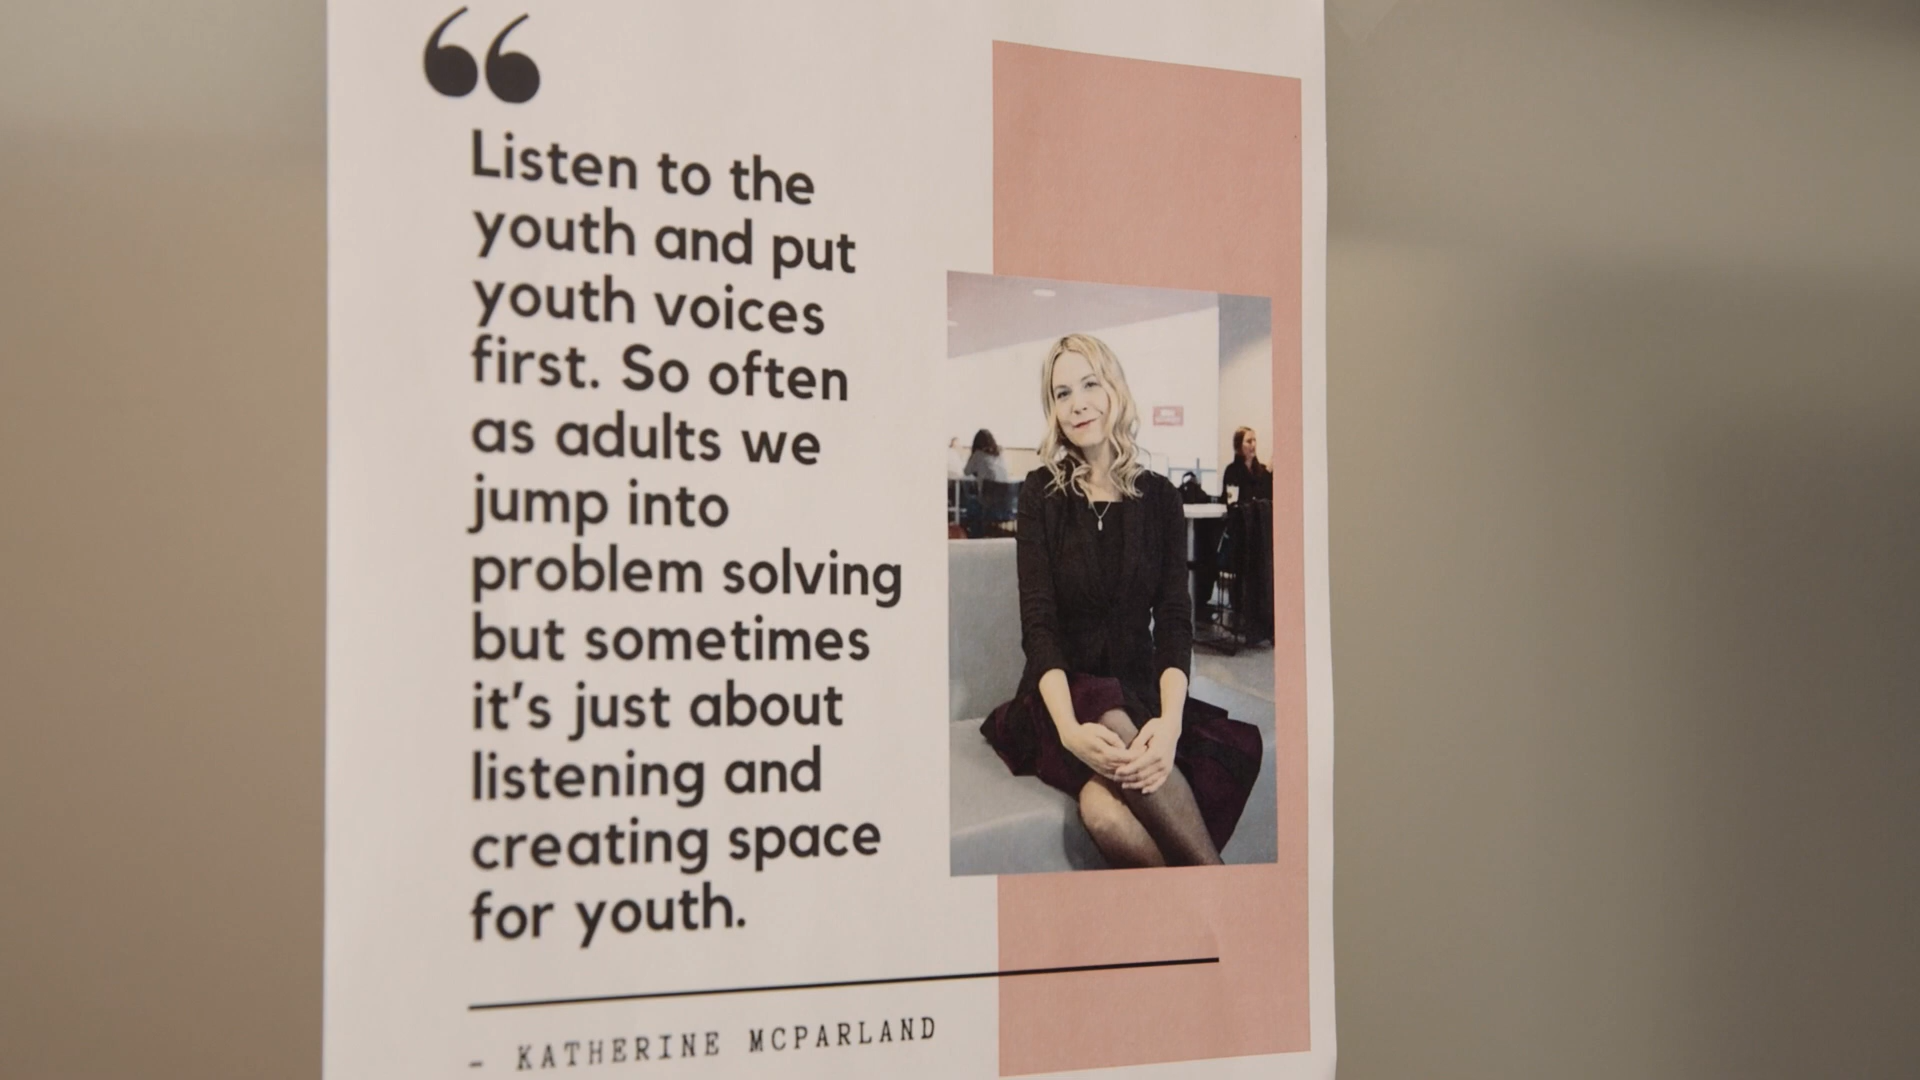 “
Listen to the
youth and put
youth voices
first. So often
as adults we
jump into
problem solving
but sometimes
it’s just about
listening and
creating space
for youth.
- KATHERINE MCPARLAND